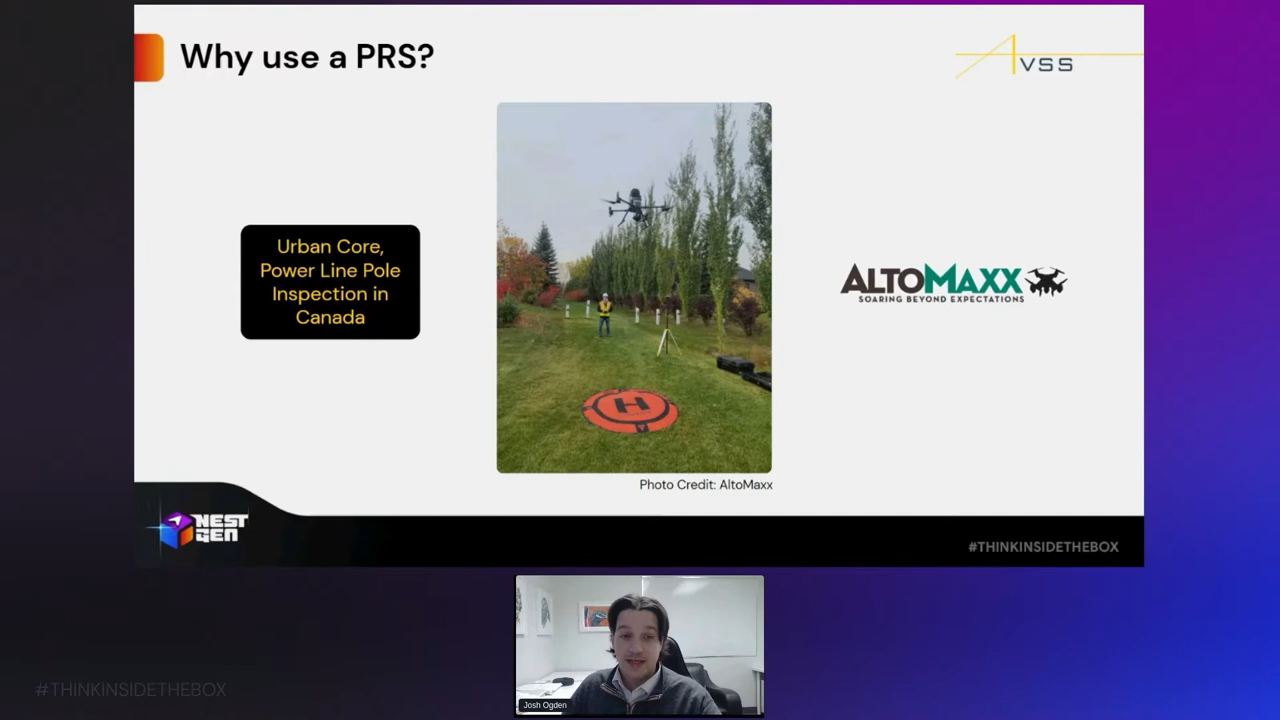 Why use a PRS?
AVSS
Urban Core,
Power Line Pole
Inspection in
Canada
H
ALTOMAXX
SOARING BEYOND EXPECTATIONS
Photo Credit: AltoMaxx
NEST
GEN
#THINKINSIDETHEBOX
Josh Ogden
#THINKINSIDETHEBOX